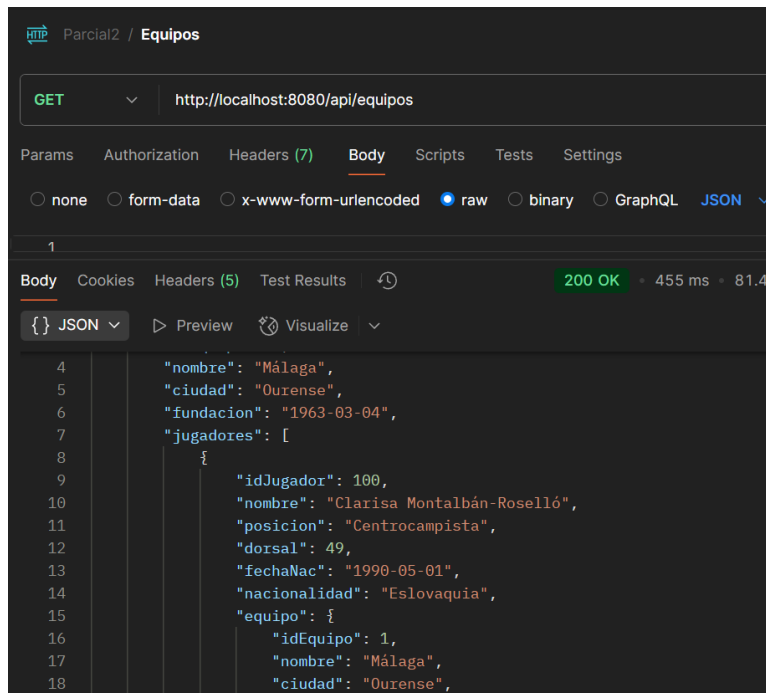 HTTP Parcial2 / Equipos
GET http://localhost:8080/api/equipos
Params Authorization Headers (7) Body Scripts Tests Settings
none form-data x-www-form-urlencoded raw binary GraphQL JSON
1
Body Cookies Headers (5) Test Results 200 OK • 455 ms • 81.4
{} JSON Preview Visualize
4 "nombre": "Málaga",
5 "ciudad": "Ourense",
6 "fundacion": "1963-03-04",
7 "jugadores": [
8 {
9 "idJugador": 100,
10 "nombre": "Clarisa Montalbán-Roselló",
11 "posicion": "Centrocampista",
12 "dorsal": 49,
13 "fechaNac": "1990-05-01",
14 "nacionalidad": "Eslovaquia",
15 "equipo": {
16 "idEquipo": 1,
17 "nombre": "Málaga",
18 "ciudad": "Ourense",